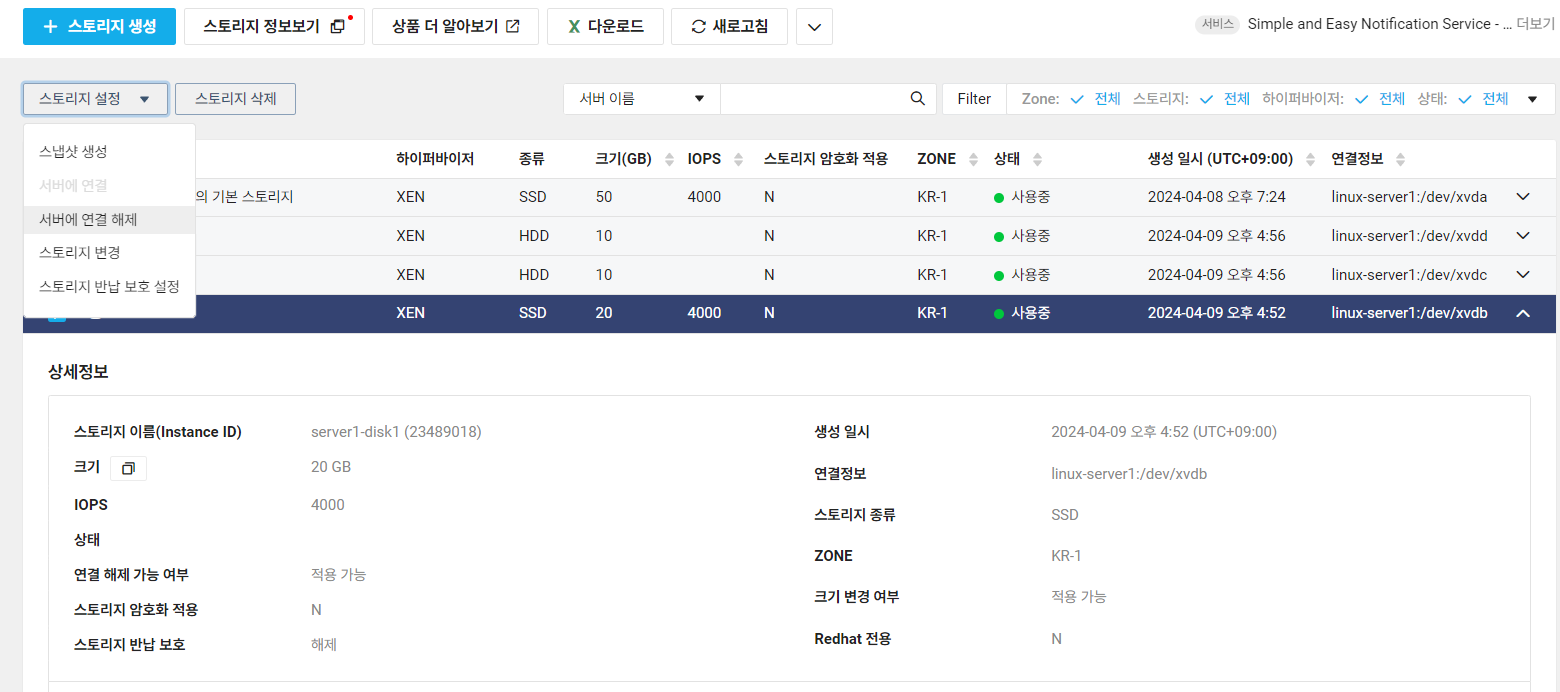 + 스토리지 생성 스토리지 정보보기 상품 더 알아보기 X 다운로드 새로고침 서비스 Simple and Easy Notification Service - ... 더보기
스토리지 설정 스토리지 삭제 서버 이름 Filter Zone: 전체 스토리지: 전체 하이퍼바이저: 전체 상태: 전체
스냅샷 생성
서버에 연결
서버에 연결 해제
스토리지 변경
스토리지 반납 보호 설정
하이퍼바이저 종류 크기(GB) IOPS 스토리지 암호화 적용 ZONE 상태 생성 일시 (UTC+09:00) 연결정보
의 기본 스토리지 XEN SSD 50 4000 N KR-1 사용중 2024-04-08 오후 7:24 linux-server1:/dev/xvda
XEN HDD 10 N KR-1 사용중 2024-04-09 오후 4:56 linux-server1:/dev/xvdd
XEN HDD 10 N KR-1 사용중 2024-04-09 오후 4:56 linux-server1:/dev/xvdc
XEN SSD 20 4000 N KR-1 사용중 2024-04-09 오후 4:52 linux-server1:/dev/xvdb
상세정보
스토리지 이름(Instance ID) server1-disk1 (23489018)
크기 20 GB
IOPS 4000
상태
연결 해제 가능 여부 적용 가능
스토리지 암호화 적용 N
스토리지 반납 보호 해제
생성 일시 2024-04-09 오후 4:52 (UTC+09:00)
연결정보 linux-server1:/dev/xvdb
스토리지 종류 SSD
ZONE KR-1
크기 변경 여부 적용 가능
Redhat 전용 N